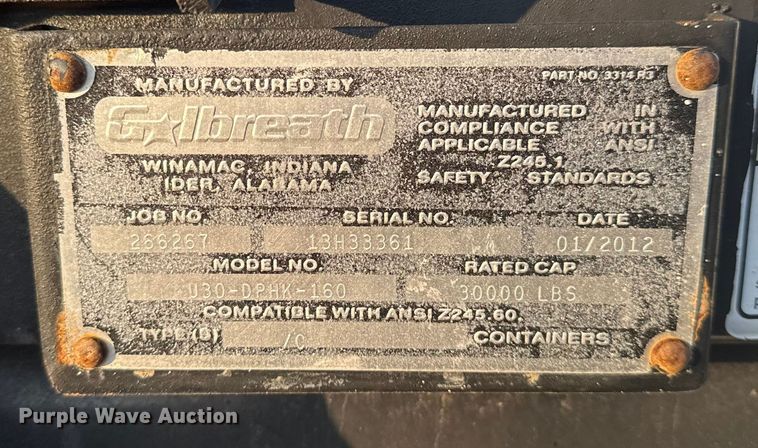 MANUFACTURED BY
PART NO. 3314 R3
Galbreath
WINAMAC, INDIANA
IDER, ALABAMA
MANUFACTURED IN
COMPLIANCE WITH
APPLICABLE ANSI
Z245.1
SAFETY STANDARDS
JOB NO. SERIAL NO. DATE
266267 13H33361 01/2012
MODEL NO. RATED CAP.
U30-DPHK-160 30000 LBS
COMPATIBLE WITH ANSI Z245.60.
TYPE(S) /C CONTAINERS
Purple Wave Auction